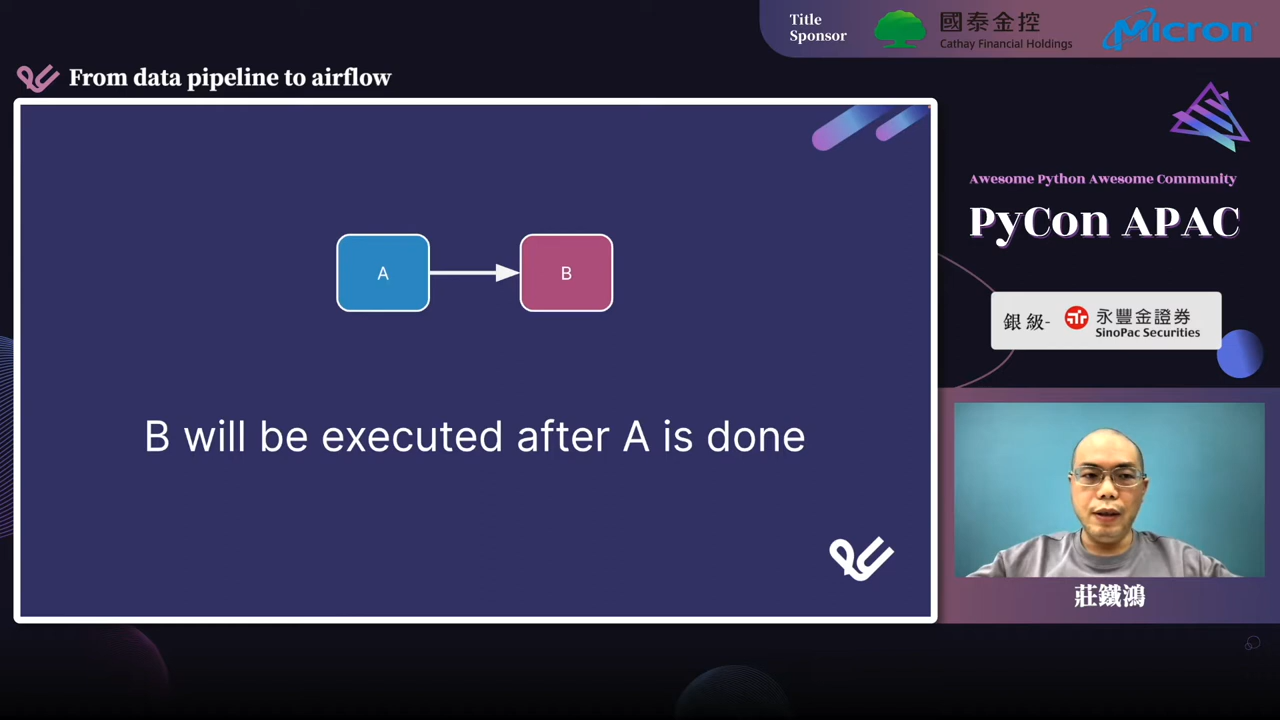 Title
Sponsor
國泰金控
Cathay Financial Holdings
Micron
From data pipeline to airflow
A
B
B will be executed after A is done
Awesome Python Awesome Community
PyCon APAC
銀級-
永豐金證券
SinoPac Securities
莊鐵鴻